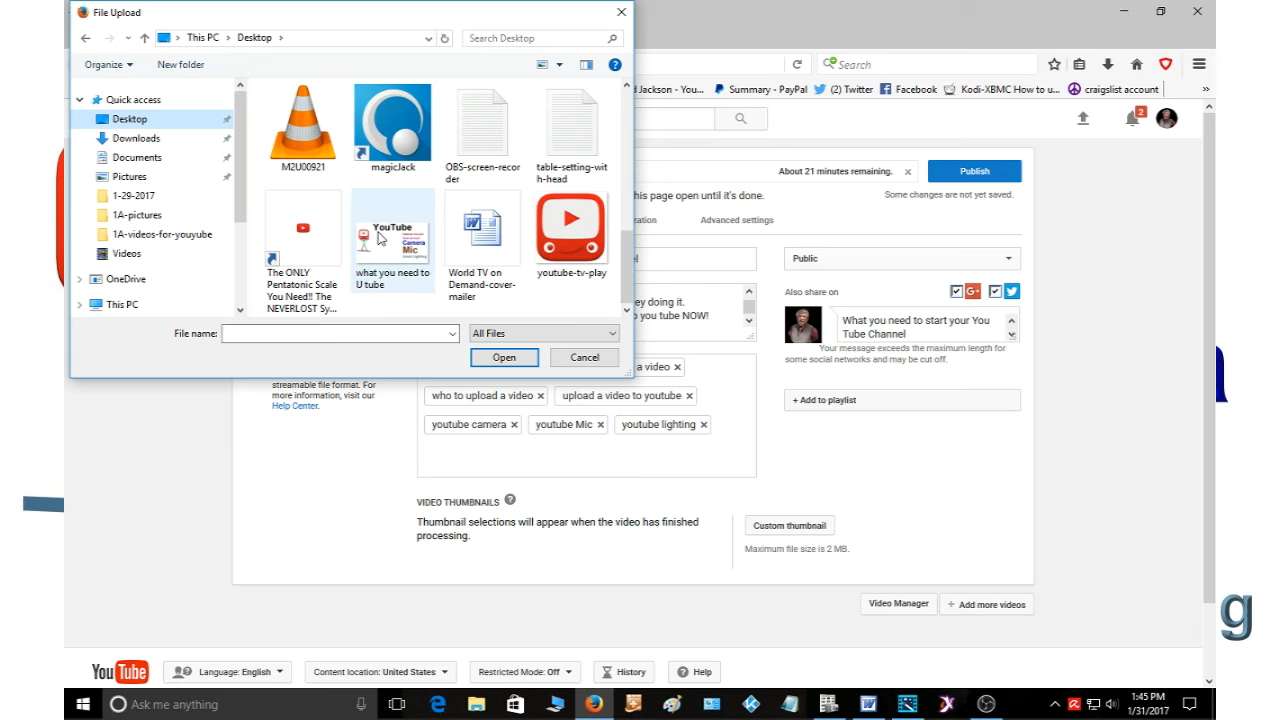 File Upload
This PC > Desktop >
Search Desktop
Organize
New folder
Quick access
Desktop
Downloads
Documents
Pictures
1-29-2017
1A-pictures
1A-videos-for-youyube
Videos
OneDrive
This PC
M2U00921
magicJack
OBS-screen-recor
der
table-setting-wit
h-head
The ONLY
Pentatonic Scale
You Need!! The
NEVERLOST Sy...
YouTube
Camera
Mic
what you need to
U tube
World TV on
Demand-cover-
mailer
youtube-tv-play
File name:
All Files
Open
Cancel
Search
d Jackson - You...
Summary - PayPal
(2) Twitter
Facebook
Kodi-XBMC How to u...
craigslist account
2
About 21 minutes remaining.
Publish
this page open until it's done.
Some changes are not yet saved.
zation
Advanced settings
el
Public
ey doing it.
o you tube NOW!
Also share on
G+
What you need to start your You
Tube Channel
Your message exceeds the maximum length for
some social networks and may be cut off.
+ Add to playlist
streamable file format. For
more information, visit our
Help Center.
a video
who to upload a video
upload a video to youtube
youtube camera
youtube Mic
youtube lighting
VIDEO THUMBNAILS
Thumbnail selections will appear when the video has finished
processing.
Custom thumbnail
Maximum file size is 2 MB.
Video Manager
+ Add more videos
g
YouTube
Language: English
Content location: United States
Restricted Mode: Off
History
Help
Ask me anything
1:45 PM
1/31/2017